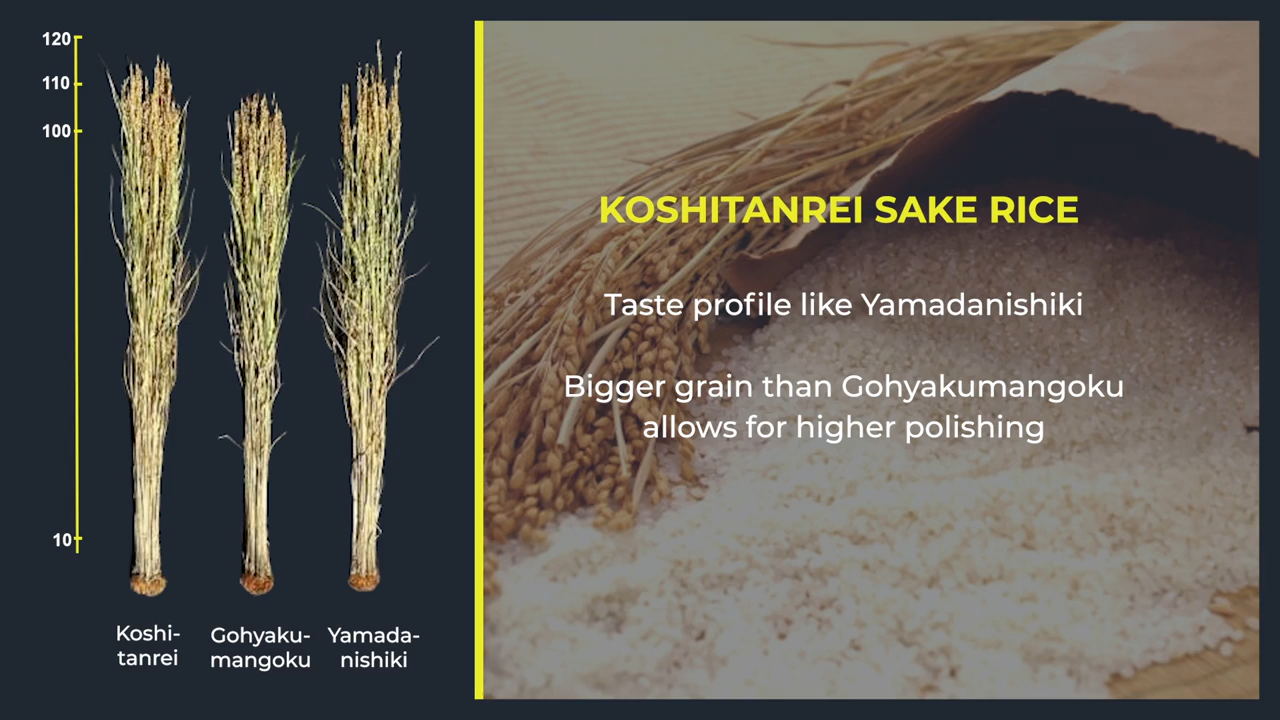 120
110
100
10
Koshi-
tanrei
Gohyaku-
mangoku
Yamada-
nishiki
KOSHITANREI SAKE RICE
Taste profile like Yamadanishiki
Bigger grain than Gohyakumangoku
allows for higher polishing